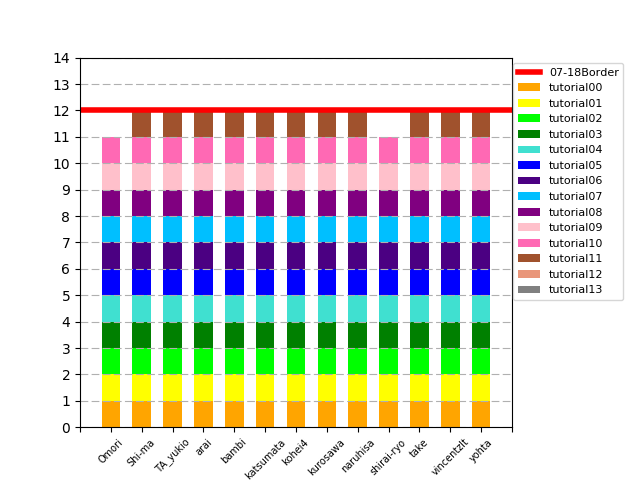 14
13
12
11
10
9
8
7
6
5
4
3
2
1
0
07-18Border
tutorial00
tutorial01
tutorial02
tutorial03
tutorial04
tutorial05
tutorial06
tutorial07
tutorial08
tutorial09
tutorial10
tutorial11
tutorial12
tutorial13
Omori
Shi-ma
TA_yukio
arai
bambi
katsumata
kohei4
kurosawa
naruhisa
shirai-ryo
take
vincentzlt
yohta